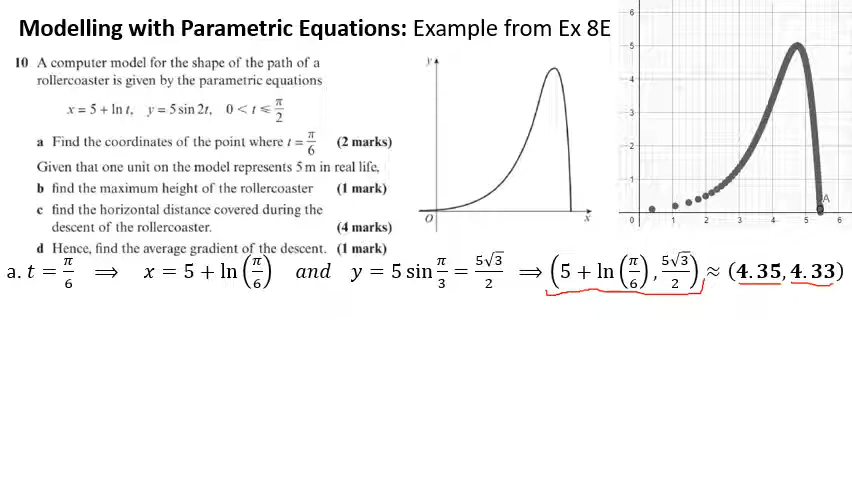 Modelling with Parametric Equations: Example from Ex 8E
10 A computer model for the shape of the path of a
rollercoaster is given by the parametric equations
x = 5 + ln t, y = 5 sin 2t, 0 < t ⩽ π/2
a Find the coordinates of the point where t = π/6 (2 marks)
Given that one unit on the model represents 5 m in real life,
b find the maximum height of the rollercoaster (1 mark)
c find the horizontal distance covered during the
descent of the rollercoaster. (4 marks)
d Hence, find the average gradient of the descent. (1 mark)
y
O
x
6
5
4
3
2
1
0 1 2 3 4 5 6
A
a. t = π/6 ⟹ x = 5 + ln(π/6) and y = 5 sin π/3 = 5√3/2 ⟹ (5 + ln(π/6), 5√3/2) ≈ (4.35, 4.33)